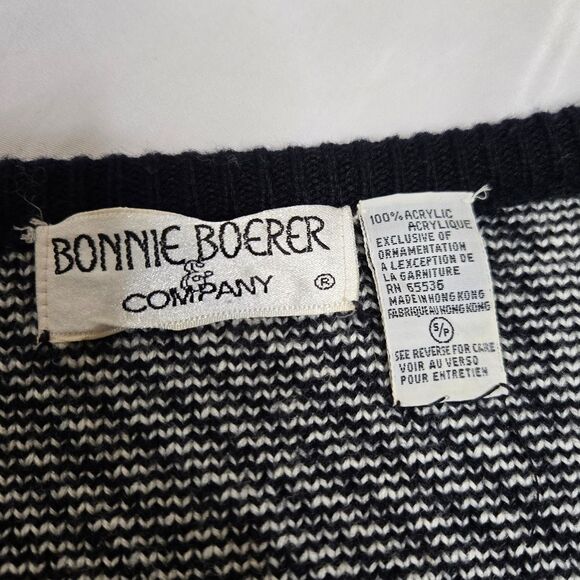 BONNIE BOERER
&
COMPANY ®
100% ACRYLIC
ACRYLIQUE
EXCLUSIVE OF
ORNAMENTATION
A LEXCEPTION DE
LA GARNITURE
RN 65536
MADE IN HONG KONG
FABRIQUE AU HONG KONG
S/P
SEE REVERSE FOR CARE
VOIR AU VERSO
POUR ENTRETIEN